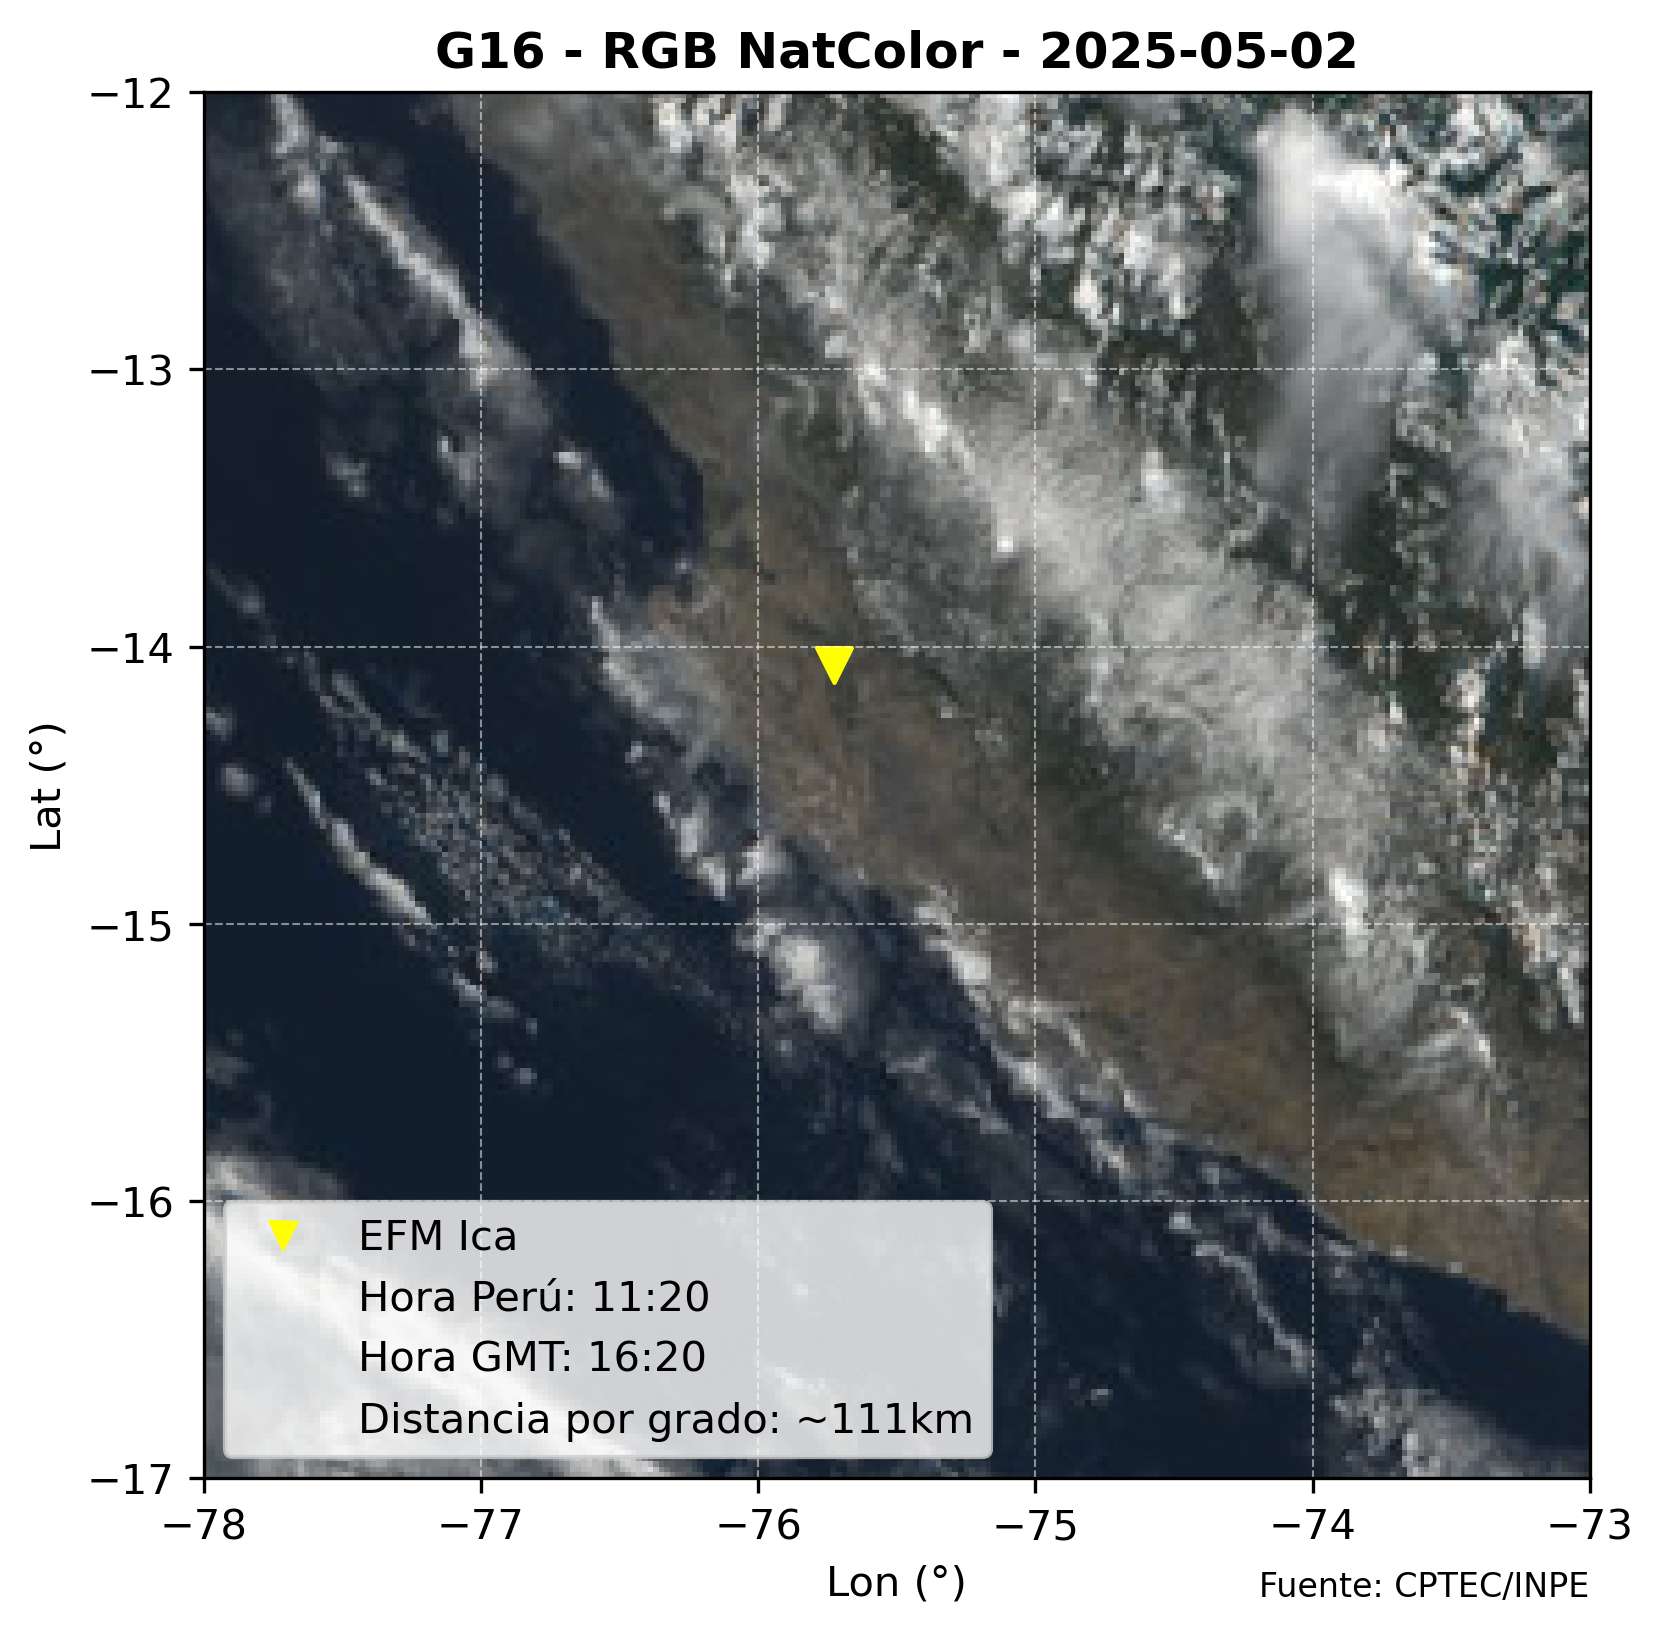 G16 - RGB NatColor - 2025-05-02
−12
−13
−14
−15
−16
−17
Lat (°)
EFM Ica
Hora Perú: 11:20
Hora GMT: 16:20
Distancia por grado: ~111km
−78 −77 −76 −75 −74 −73
Lon (°)
Fuente: CPTEC/INPE